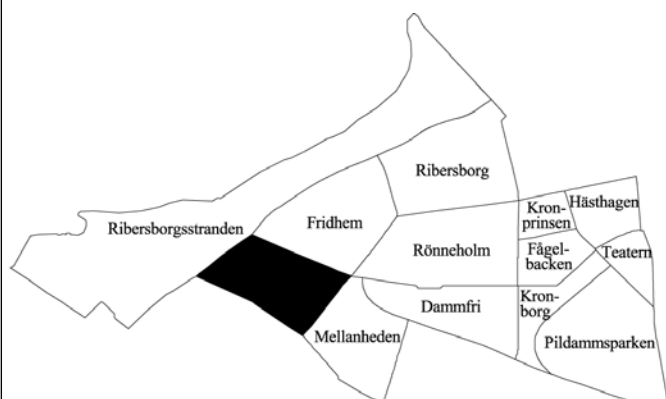 Ribersborg
Hästhagen
Kron-
prinsen
Ribersborgsstranden
Fridhem
Rönneholm
Fågel-
backen
Teatern
Dammfri
Kron-
borg
Mellanheden
Pildammsparken